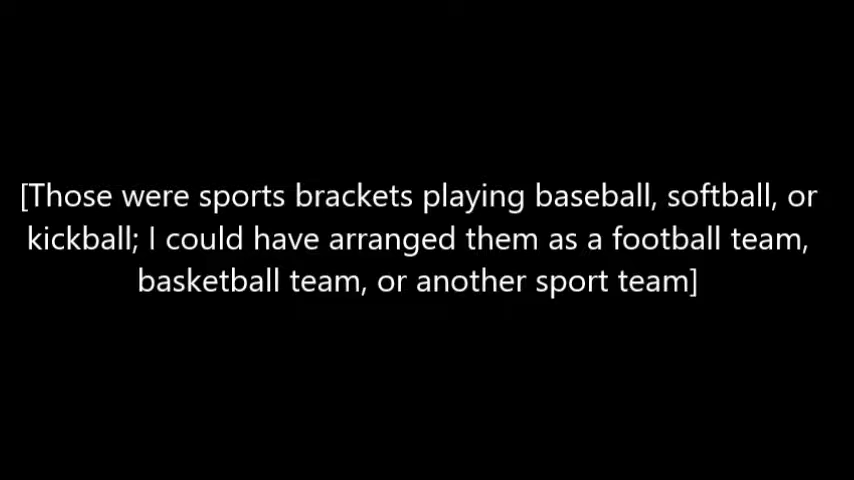 [Those were sports brackets playing baseball, softball, or
kickball; I could have arranged them as a football team,
basketball team, or another sport team]